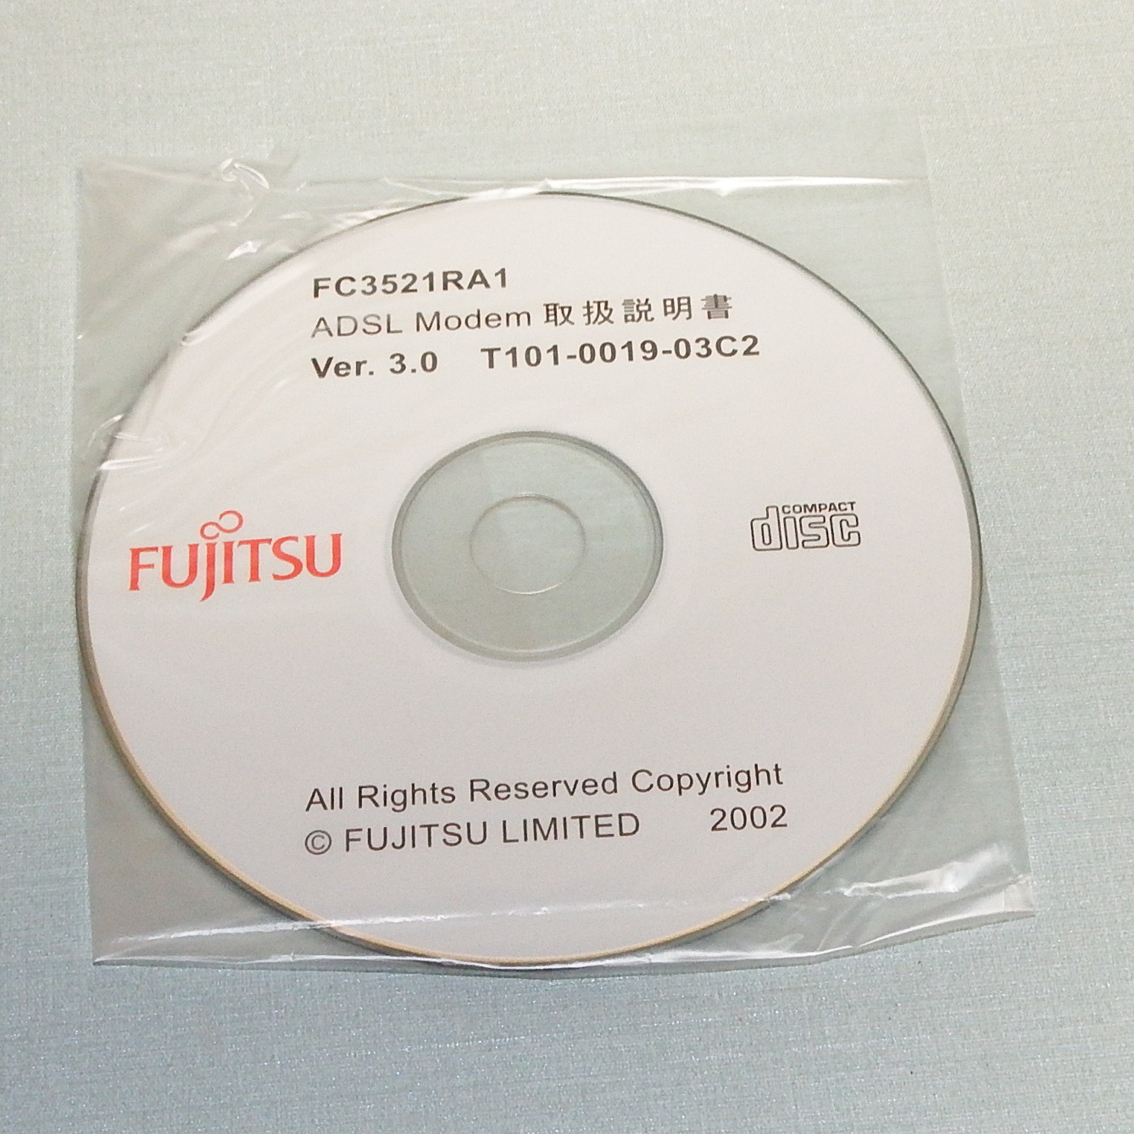 FC3521RA1
ADSL Modem 取扱説明書
Ver. 3.0 T101-0019-03C2
FUJITSU
COMPACT
disc
All Rights Reserved Copyright
© FUJITSU LIMITED 2002